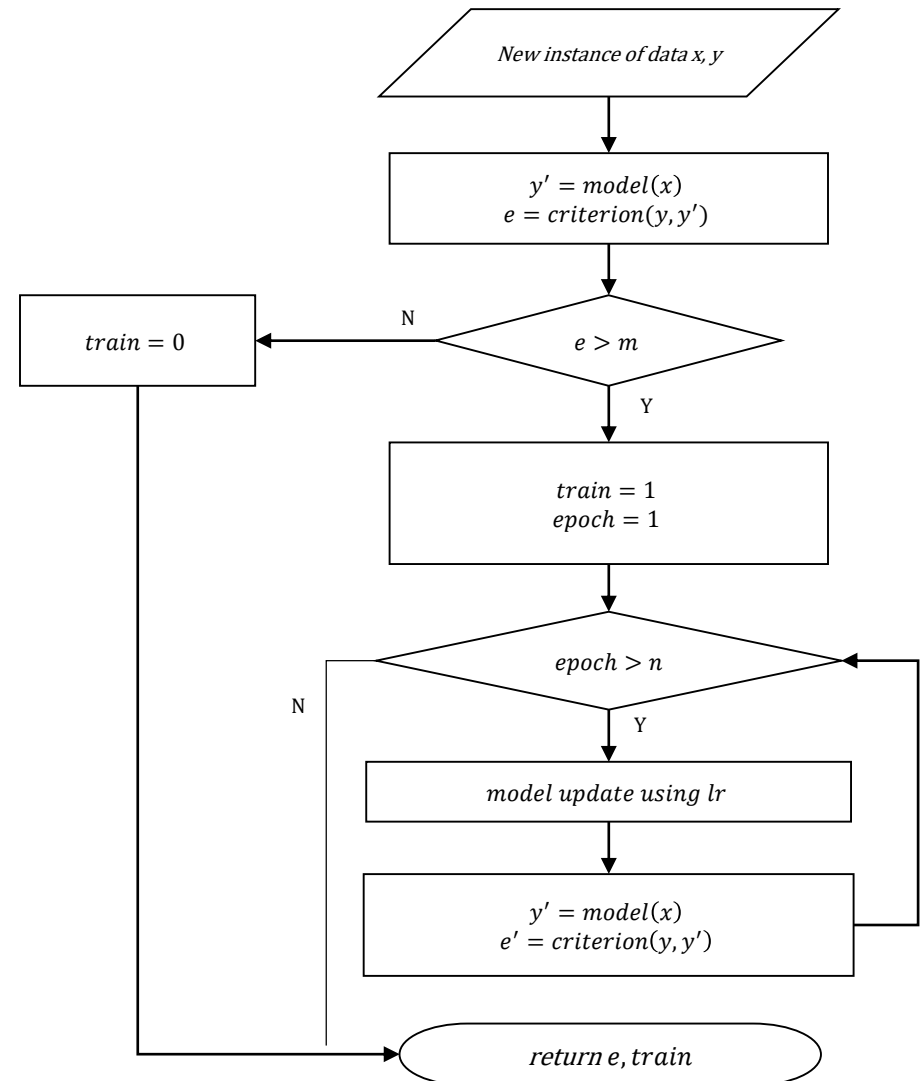 New instance of data x, y
y′ = model(x)
e = criterion(y, y′)
N
train = 0
e > m
Y
train = 1
epoch = 1
epoch > n
N
Y
model update using lr
y′ = model(x)
e′ = criterion(y, y′)
return e, train